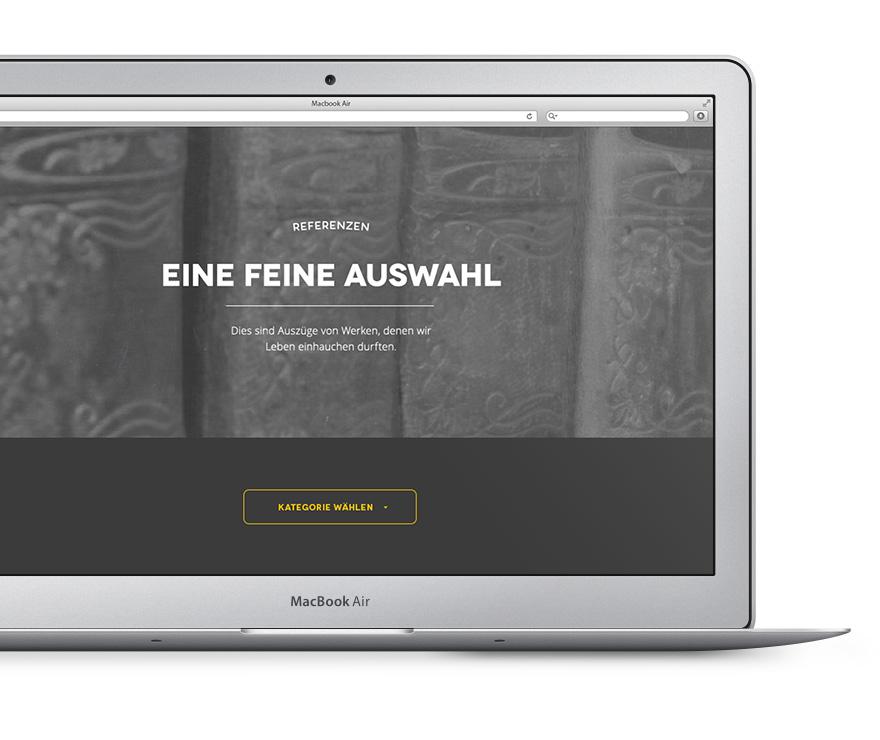 Macbook Air
REFERENZEN
EINE FEINE AUSWAHL
Dies sind Auszüge von Werken, denen wir
Leben einhauchen durften.
KATEGORIE WÄHLEN
MacBook Air